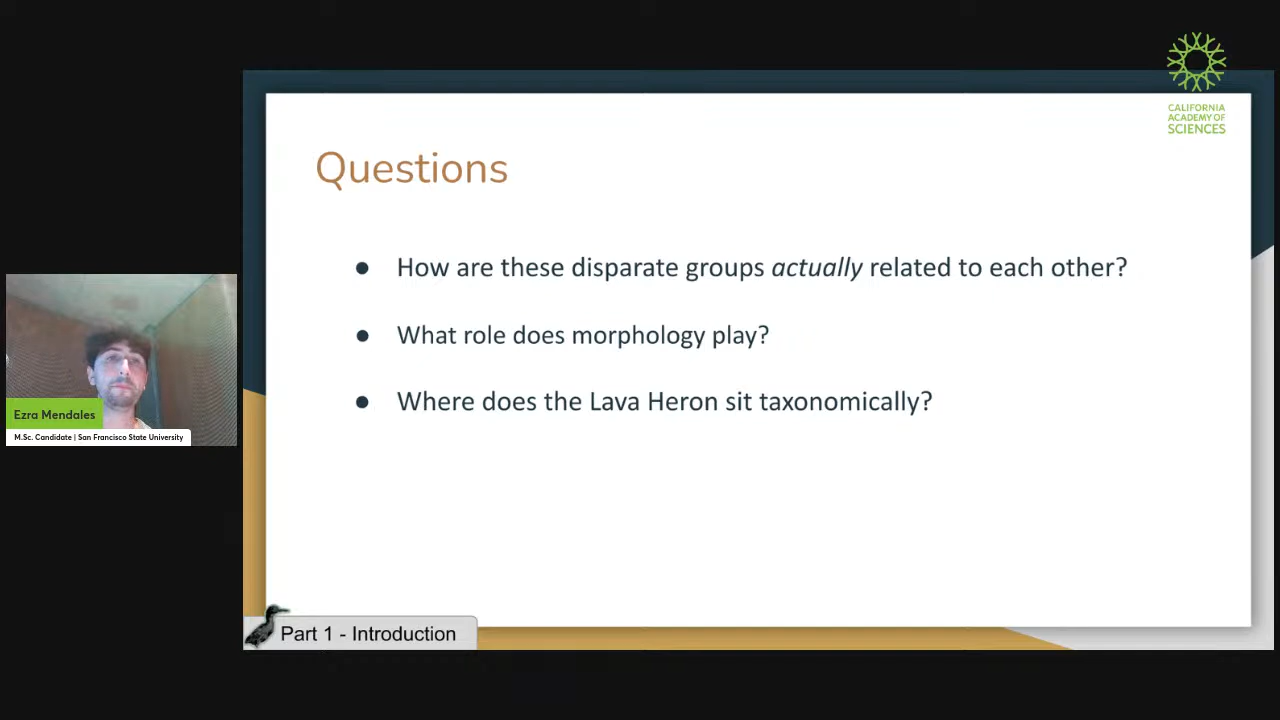 CALIFORNIA
ACADEMY OF
SCIENCES
Questions
● How are these disparate groups actually related to each other?
● What role does morphology play?
● Where does the Lava Heron sit taxonomically?
Ezra Mendales
M.Sc. Candidate | San Francisco State University
Part 1 - Introduction